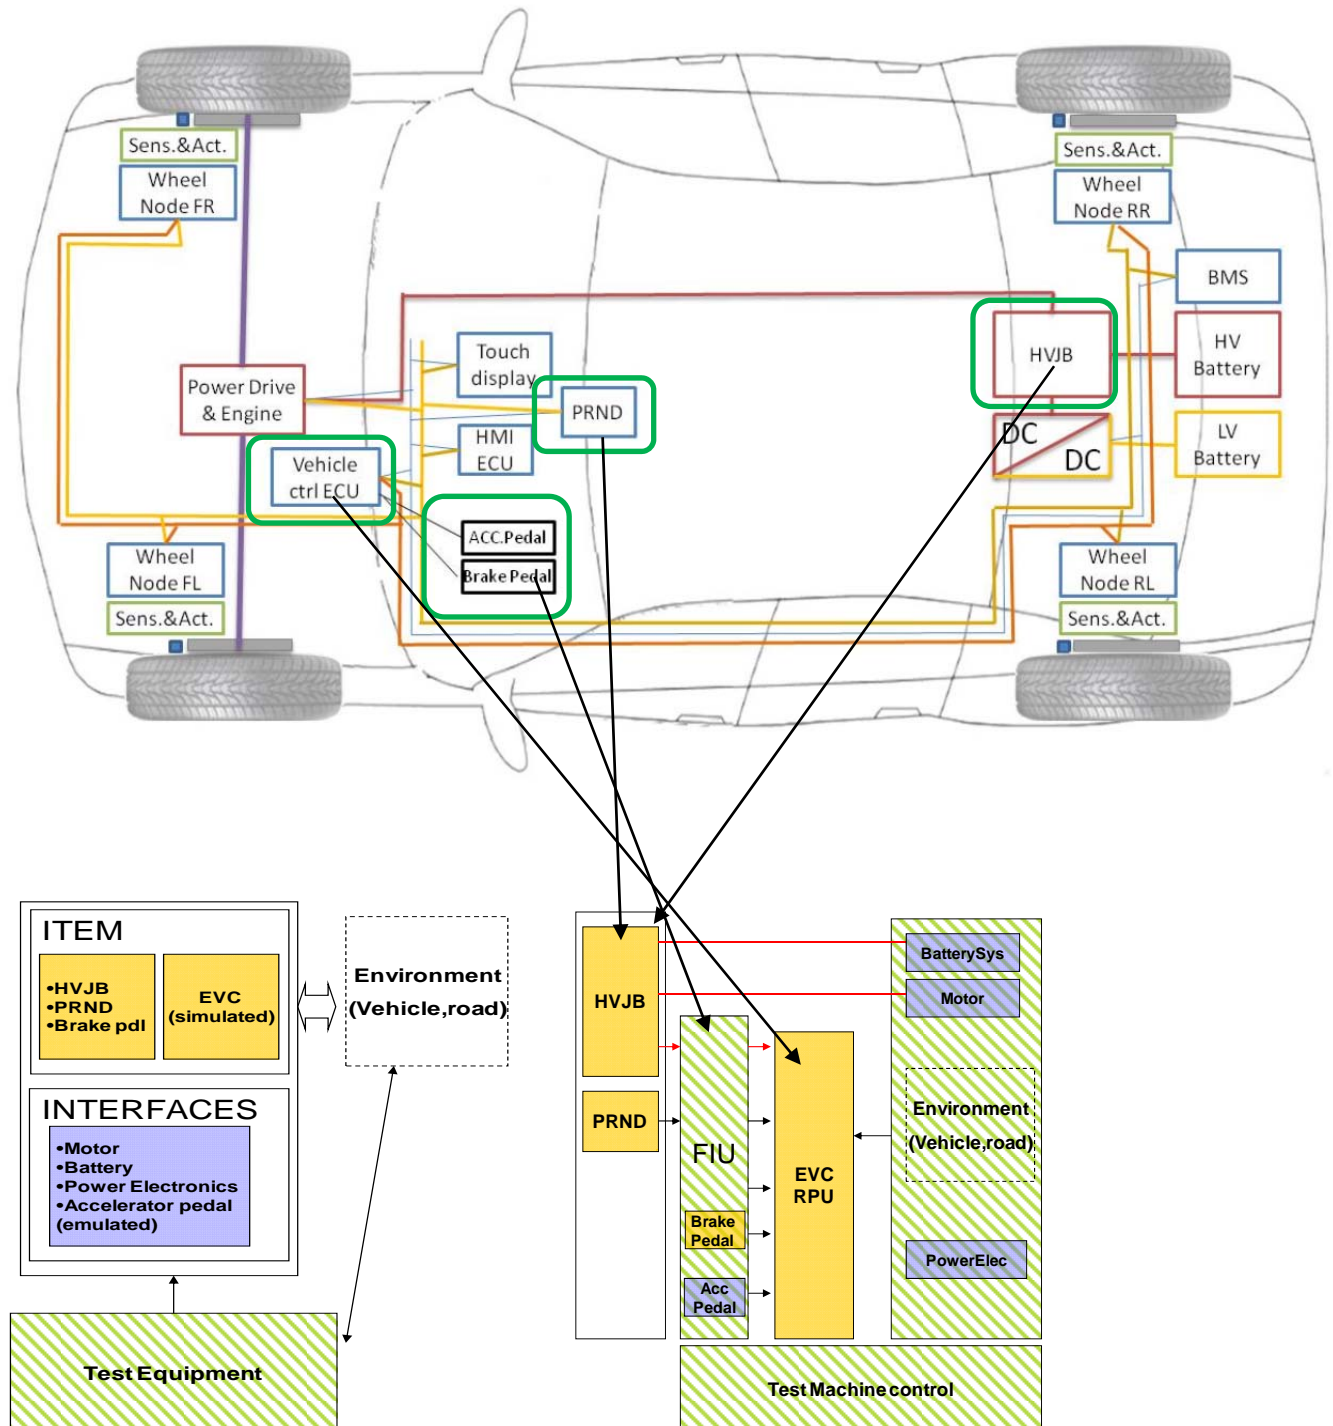 Sens.&Act.
Wheel
Node FR
Sens.&Act.
Wheel
Node RR
BMS
HV
Battery
HVJB
LV
Battery
DC
DC
Touch
display
PRND
HMI
ECU
Power Drive
& Engine
Vehicle
ctrl ECU
ACC.Pedal
Brake Pedal
Wheel
Node FL
Sens.&Act.
Wheel
Node RL
Sens.&Act.
ITEM
•HVJB
•PRND
•Brake pdl
EVC
(simulated)
Environment
(Vehicle,road)
INTERFACES
•Motor
•Battery
•Power Electronics
•Accelerator pedal
(emulated)
Test Equipment
HVJB
PRND
FIU
Brake
Pedal
Acc
Pedal
EVC
RPU
BatterySys
Motor
Environment
(Vehicle,road)
PowerElec
Test Machine control